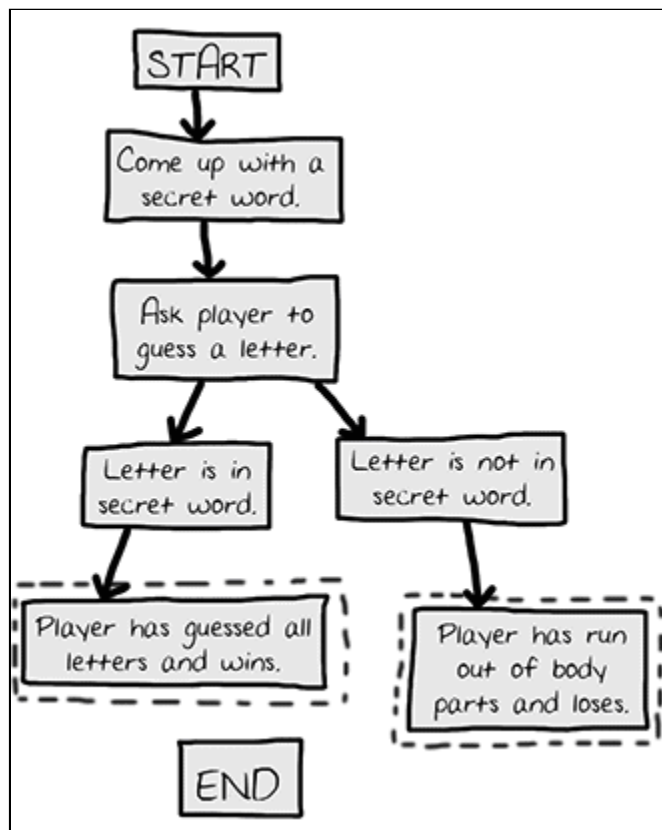 START
Come up with a
secret word.
Ask player to
guess a letter.
Letter is in
secret word.
Letter is not in
secret word.
Player has guessed all
letters and wins.
Player has run
out of body
parts and loses.
END